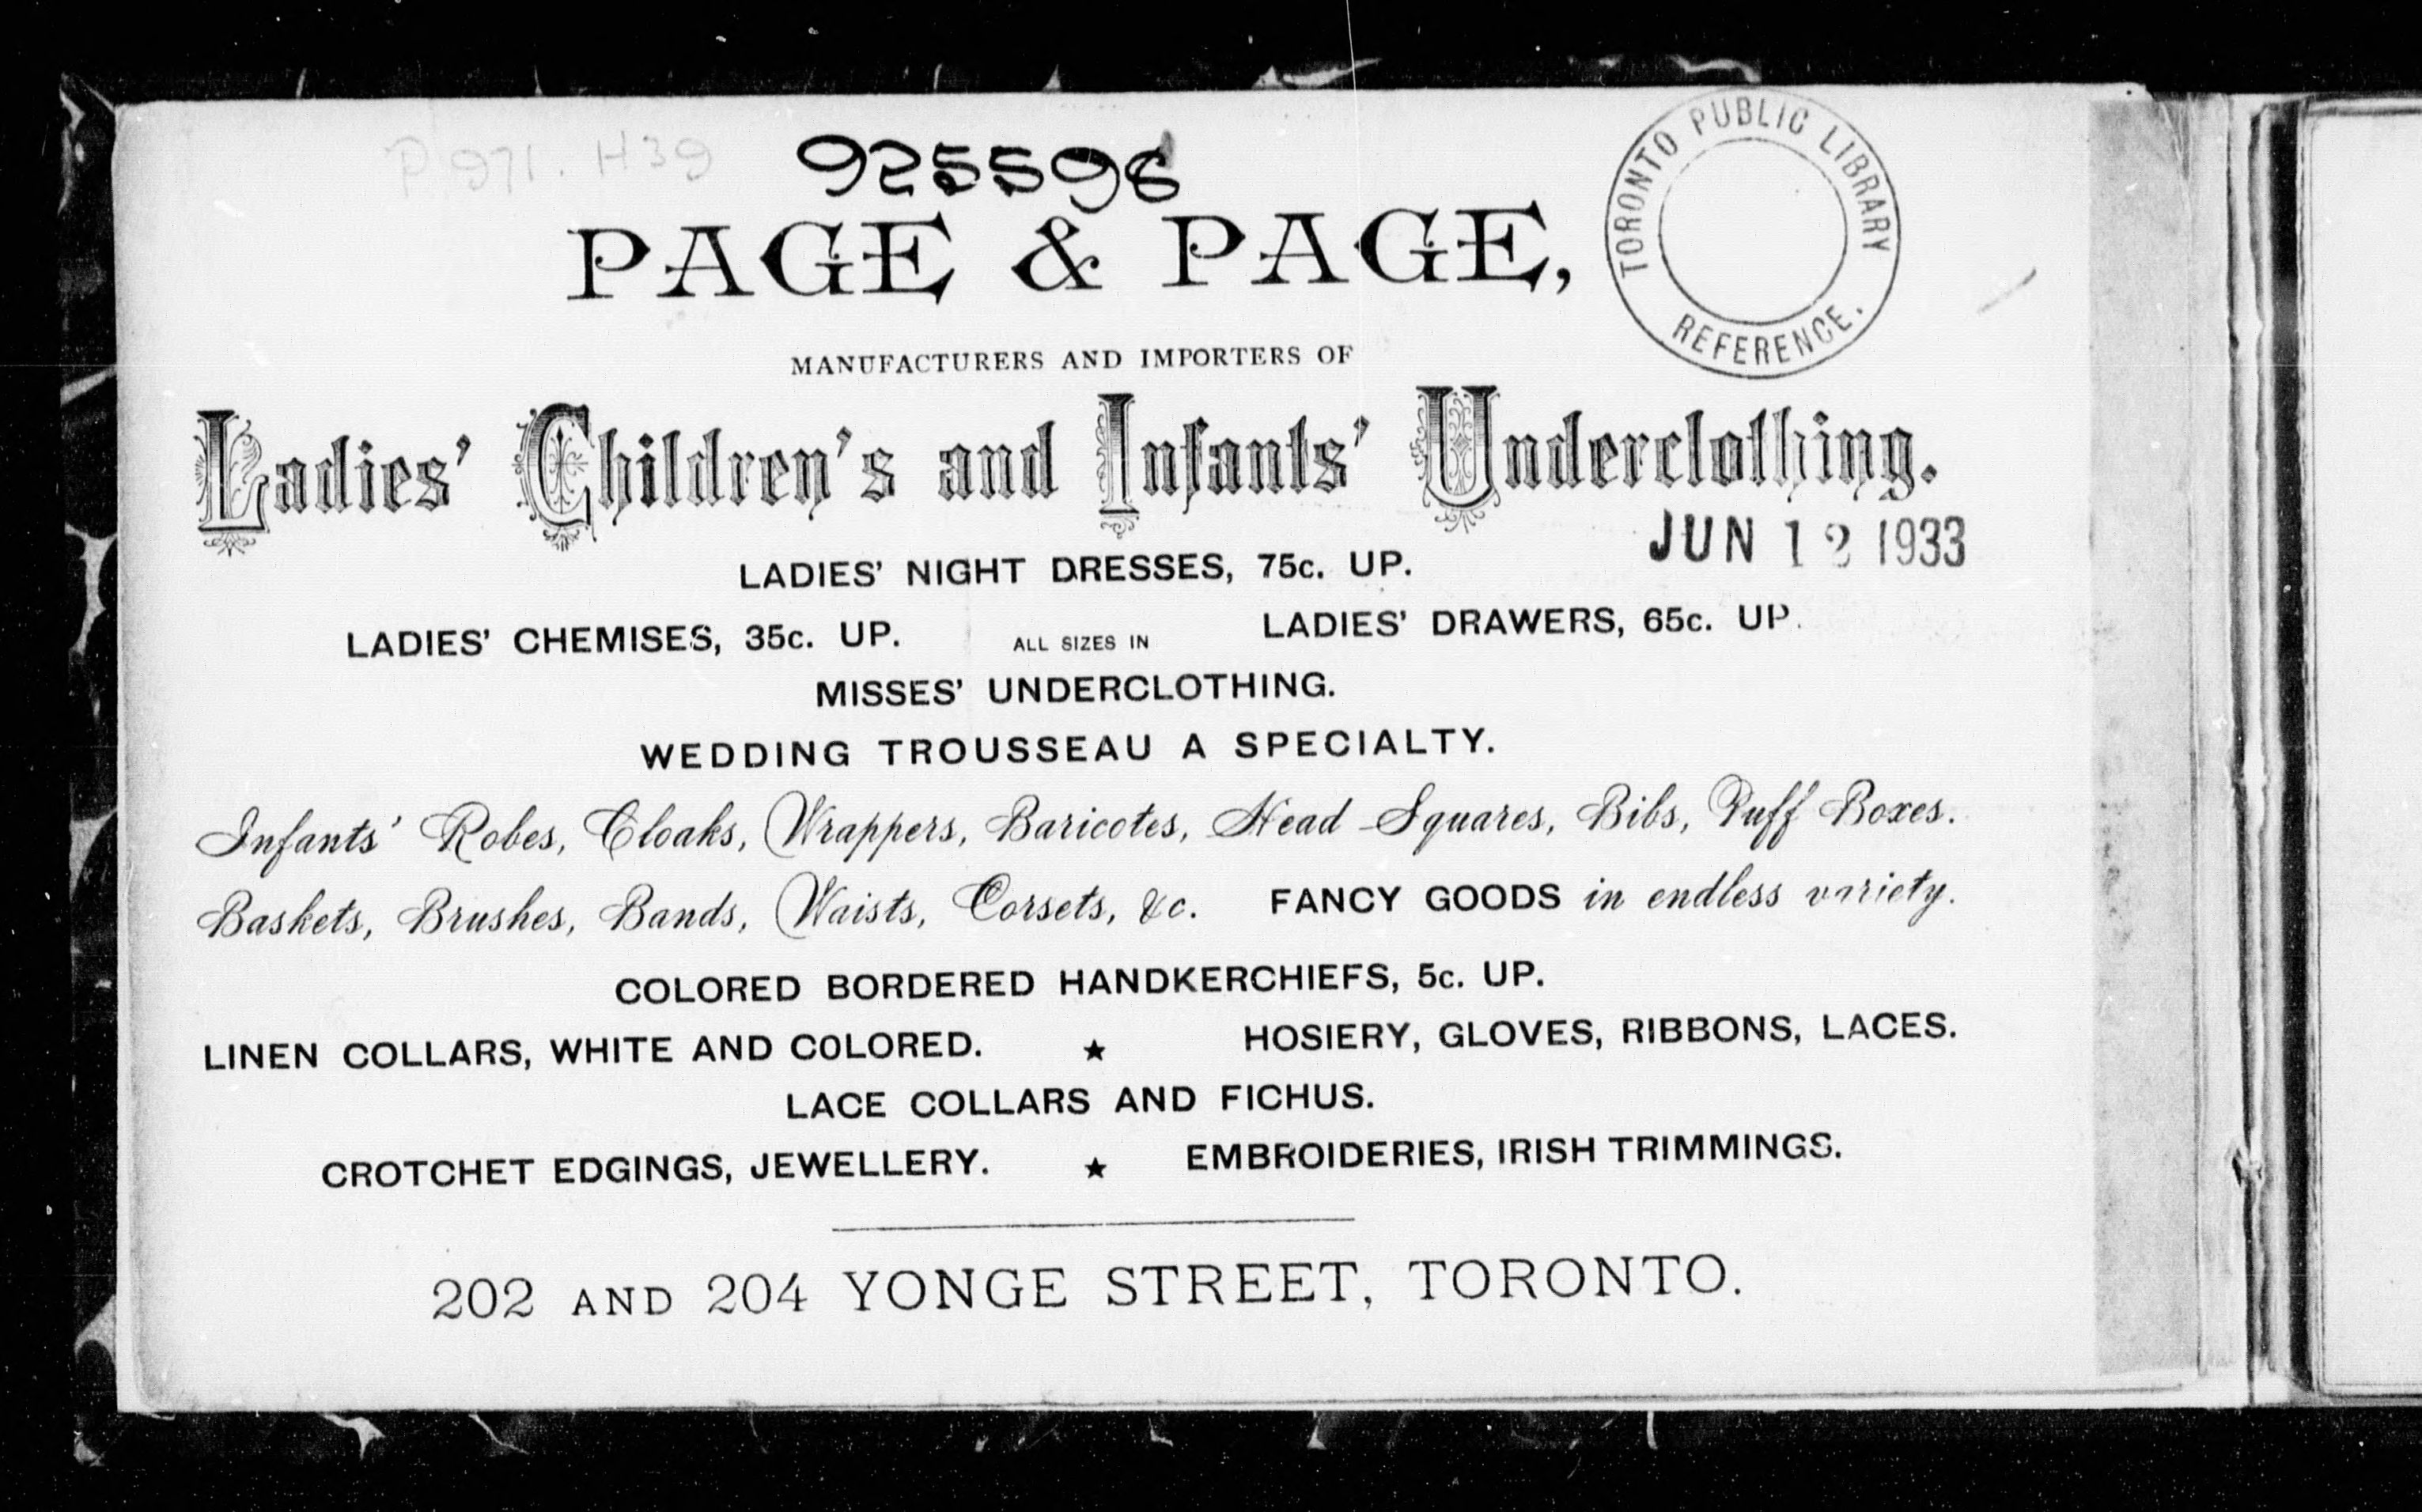 P 971. H39
925598
PAGE & PAGE,
TORONTO PUBLIC LIBRARY
REFERENCE.
MANUFACTURERS AND IMPORTERS OF
Ladies' Children's and Infants' Underclothing.
JUN 12 1933
LADIES' NIGHT DRESSES, 75c. UP.
LADIES' CHEMISES, 35c. UP. ALL SIZES IN LADIES' DRAWERS, 65c. UP.
MISSES' UNDERCLOTHING.
WEDDING TROUSSEAU A SPECIALTY.
Infants' Robes, Cloaks, Wrappers, Baricotes, Head Squares, Bibs, Puff Boxes.
Baskets, Brushes, Bands, Waists, Corsets, &c. FANCY GOODS in endless variety.
COLORED BORDERED HANDKERCHIEFS, 5c. UP.
LINEN COLLARS, WHITE AND COLORED. ★ HOSIERY, GLOVES, RIBBONS, LACES.
LACE COLLARS AND FICHUS.
CROTCHET EDGINGS, JEWELLERY. ★ EMBROIDERIES, IRISH TRIMMINGS.
202 AND 204 YONGE STREET, TORONTO.